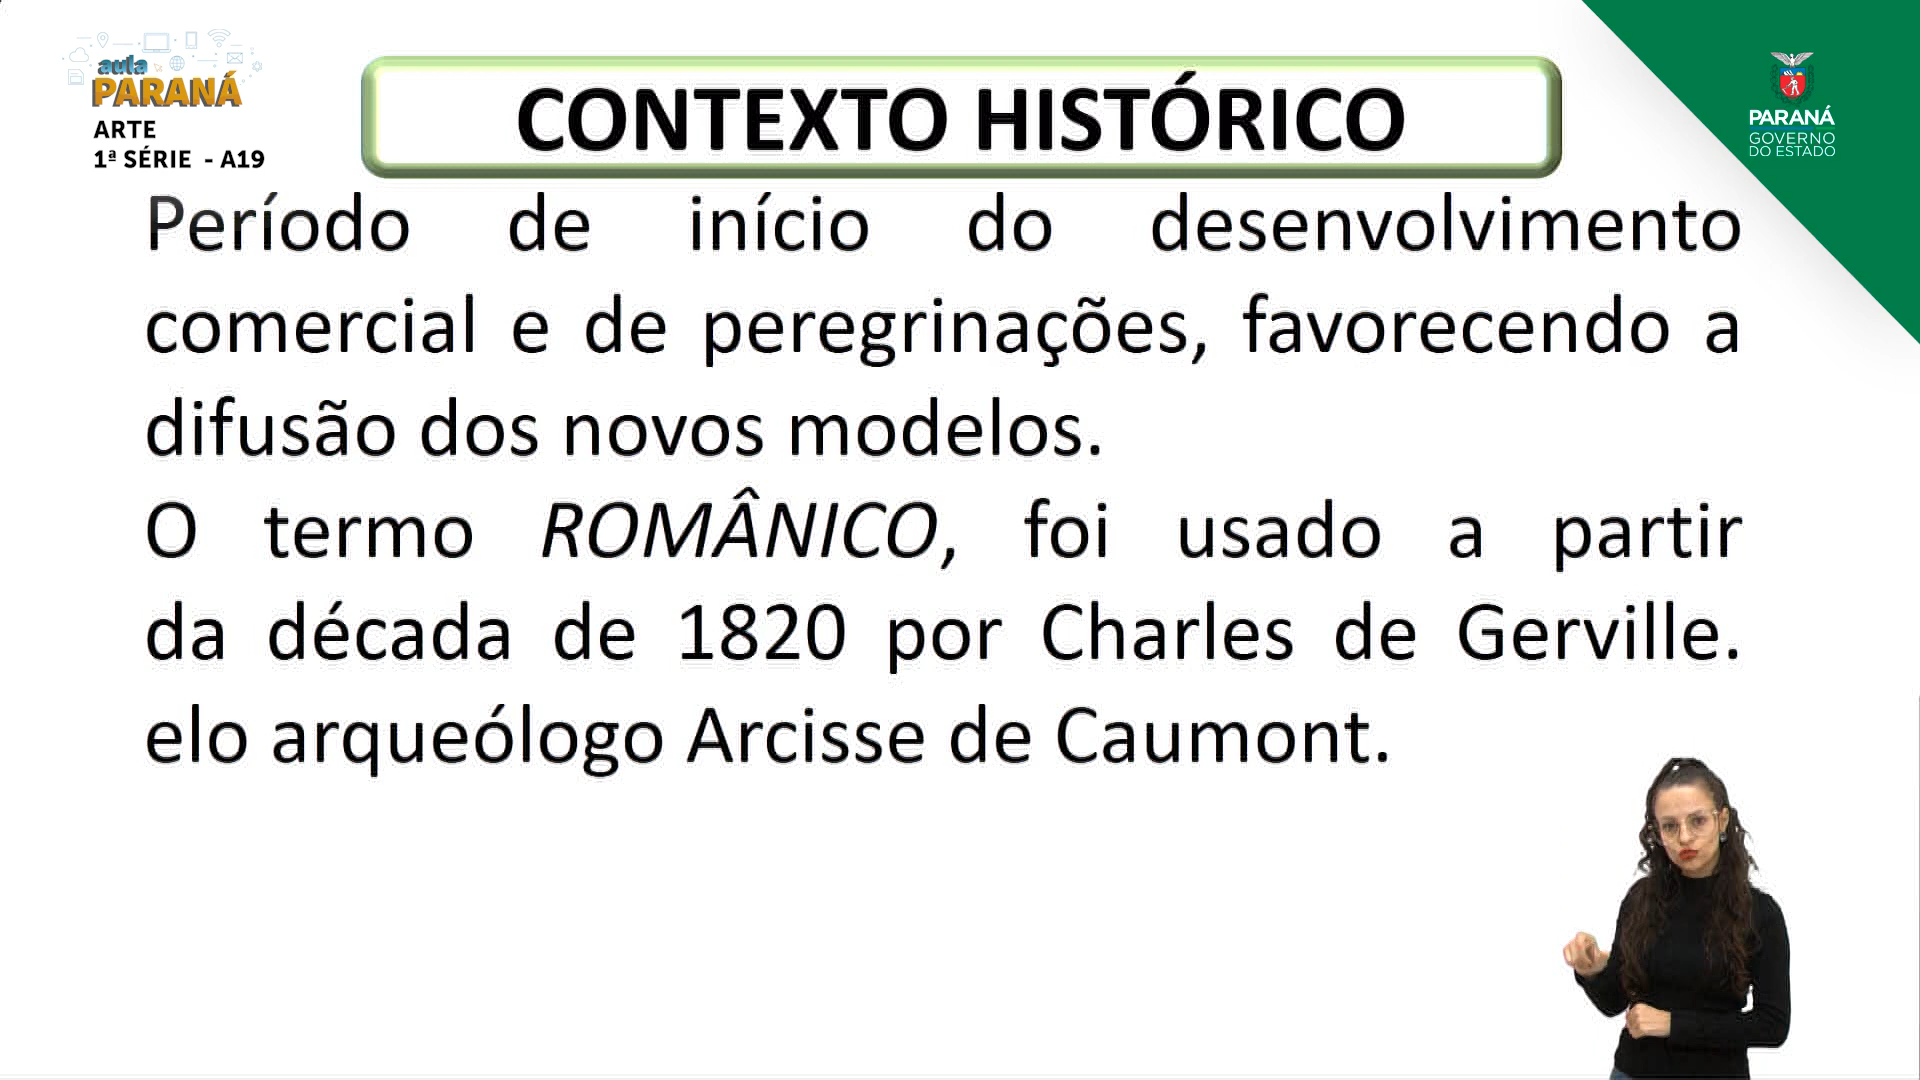 aula
PARANÁ
ARTE
1ª SÉRIE - A19
CONTEXTO HISTÓRICO
PARANÁ
GOVERNO
DO ESTADO
Período de início do desenvolvimento
comercial e de peregrinações, favorecendo a
difusão dos novos modelos.
O termo ROMÂNICO, foi usado a partir
da década de 1820 por Charles de Gerville.
elo arqueólogo Arcisse de Caumont.